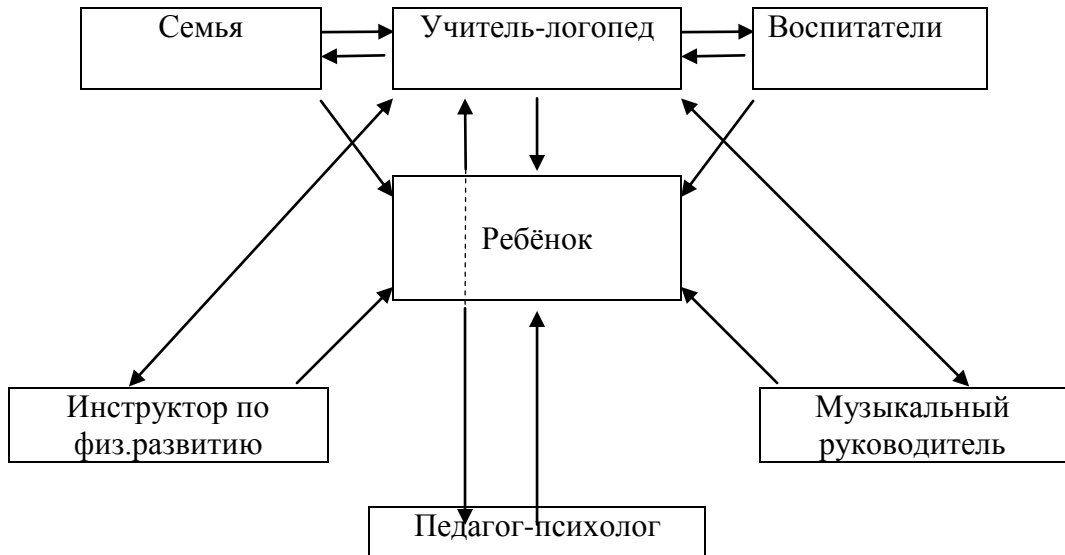 Семья
Учитель-логопед
Воспитатели
Ребёнок
Инструктор по
физ.развитию
Музыкальный
руководитель
Педагог-психолог